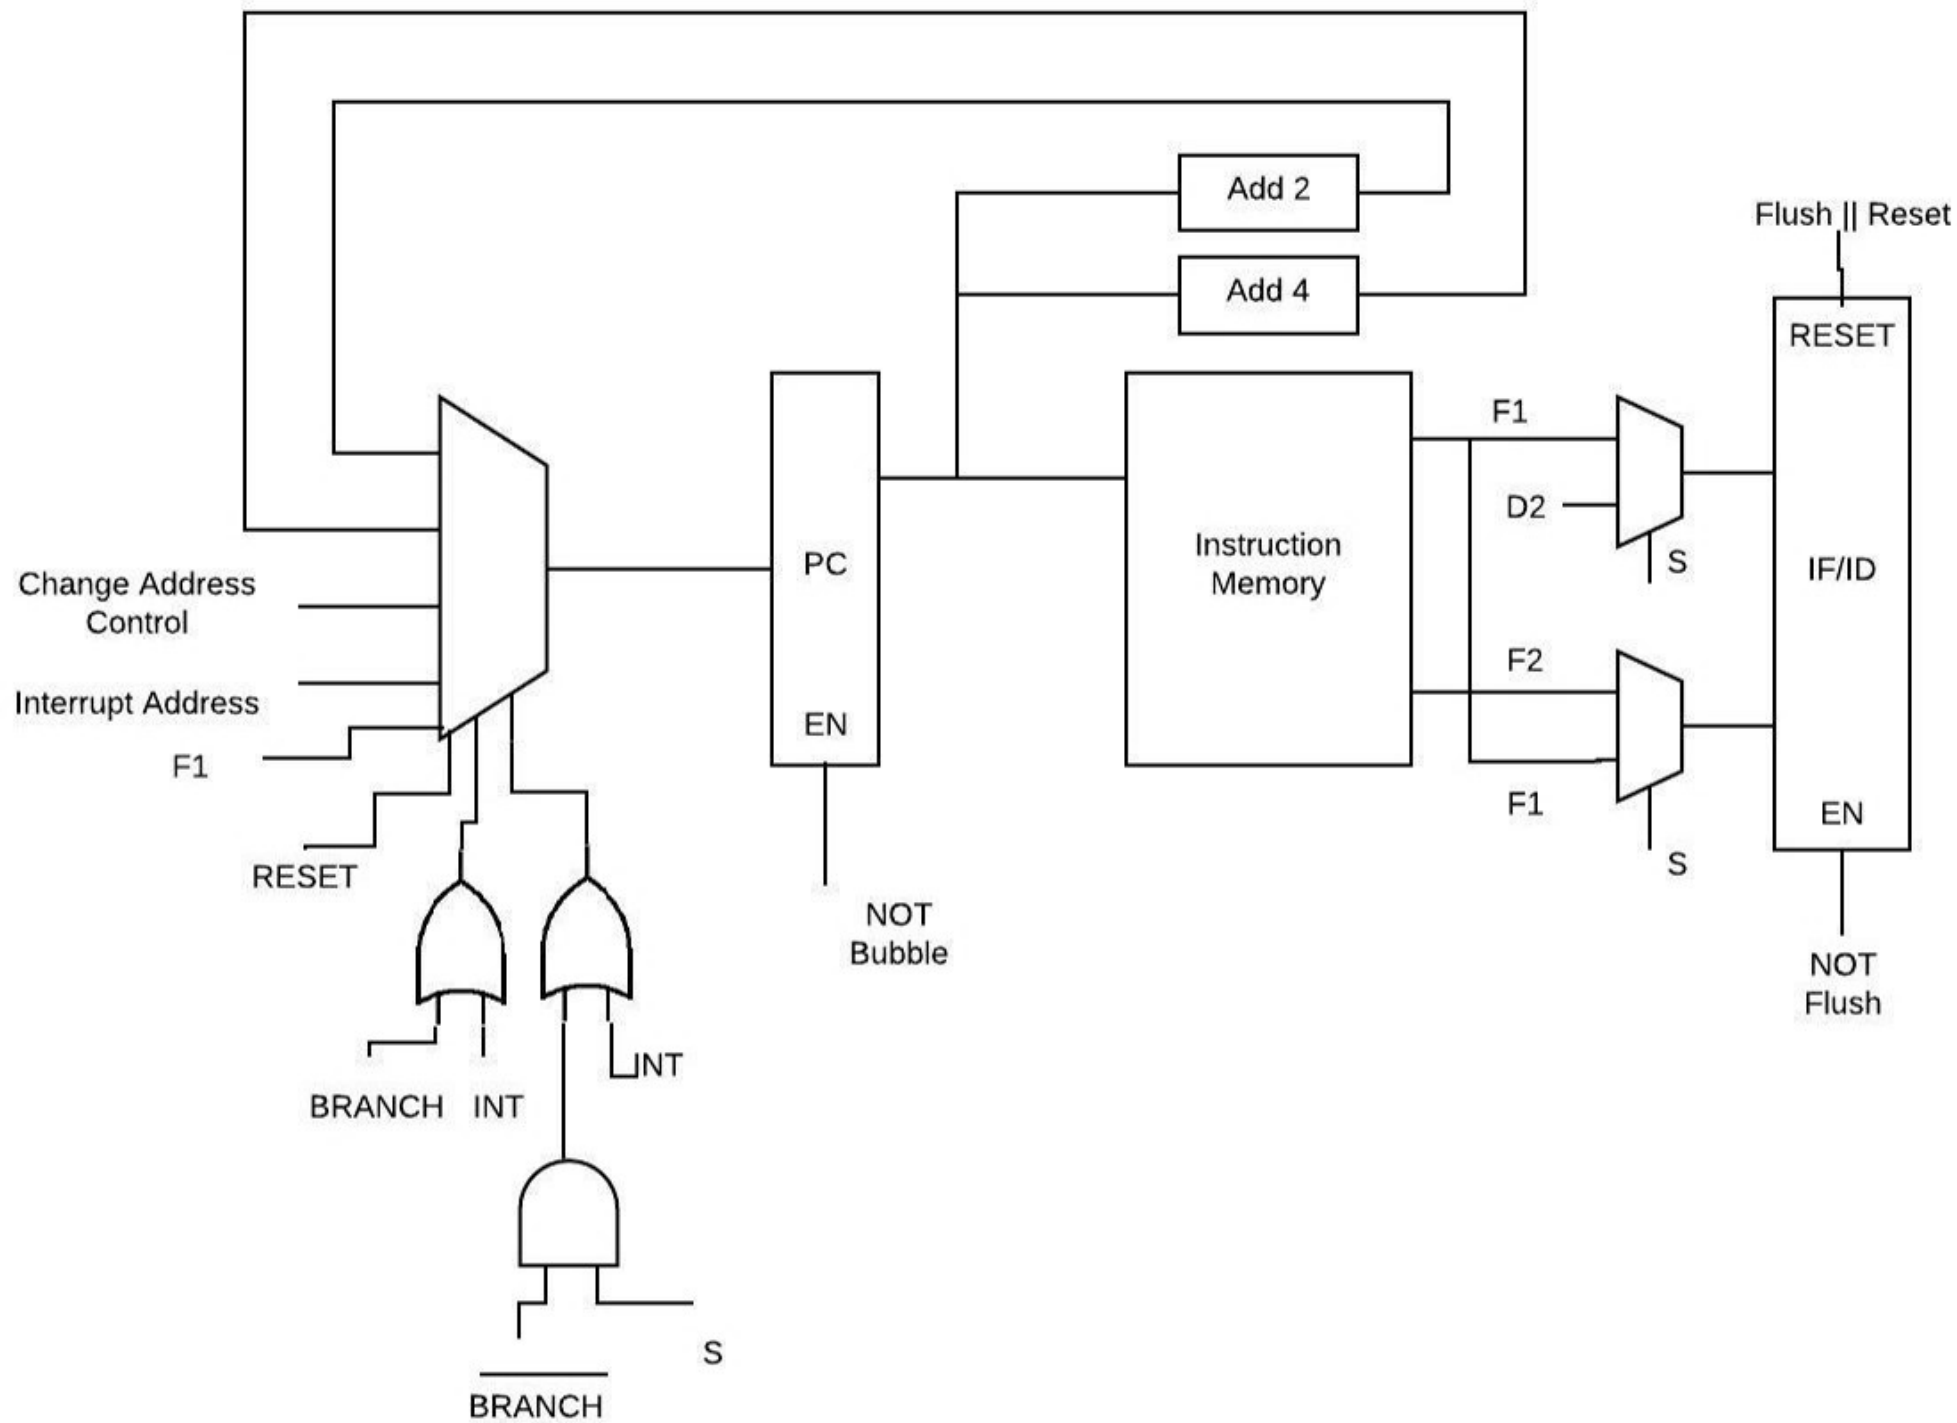 Add 2
Flush || Reset
Add 4
RESET
F1
D2
S
Instruction
Memory
PC
IF/ID
Change Address
Control
F2
Interrupt Address
EN
F1
F1
EN
S
RESET
NOT
Bubble
NOT
Flush
INT
BRANCH
INT
S
BRANCH